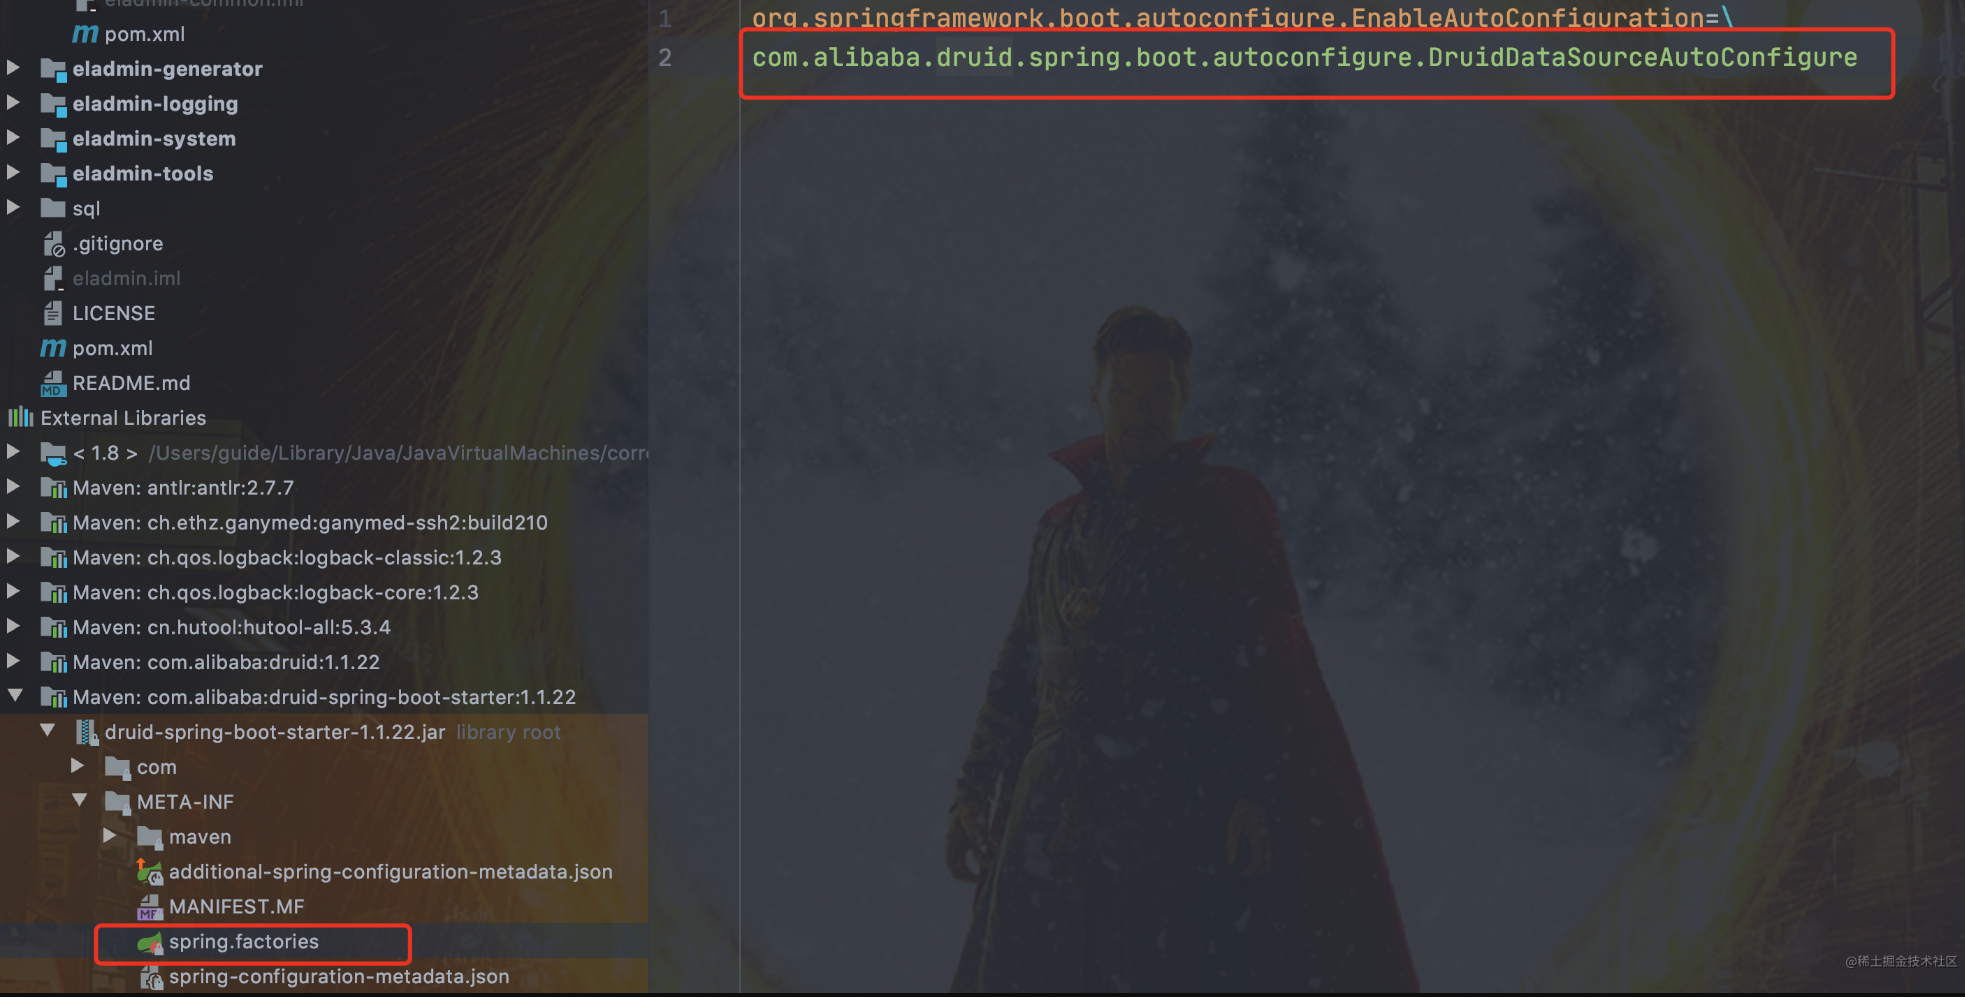 eladmin-common.iml
pom.xml
eladmin-generator
eladmin-logging
eladmin-system
eladmin-tools
sql
.gitignore
eladmin.iml
LICENSE
pom.xml
MD README.md
External Libraries
< 1.8 > /Users/guide/Library/Java/JavaVirtualMachines/corre
Maven: antlr:antlr:2.7.7
Maven: ch.ethz.ganymed:ganymed-ssh2:build210
Maven: ch.qos.logback:logback-classic:1.2.3
Maven: ch.qos.logback:logback-core:1.2.3
Maven: cn.hutool:hutool-all:5.3.4
Maven: com.alibaba:druid:1.1.22
Maven: com.alibaba:druid-spring-boot-starter:1.1.22
druid-spring-boot-starter-1.1.22.jar library root
com
META-INF
maven
additional-spring-configuration-metadata.json
MF MANIFEST.MF
spring.factories
spring-configuration-metadata.json
1 org.springframework.boot.autoconfigure.EnableAutoConfiguration=\
2 com.alibaba.druid.spring.boot.autoconfigure.DruidDataSourceAutoConfigure
@稀土掘金技术社区